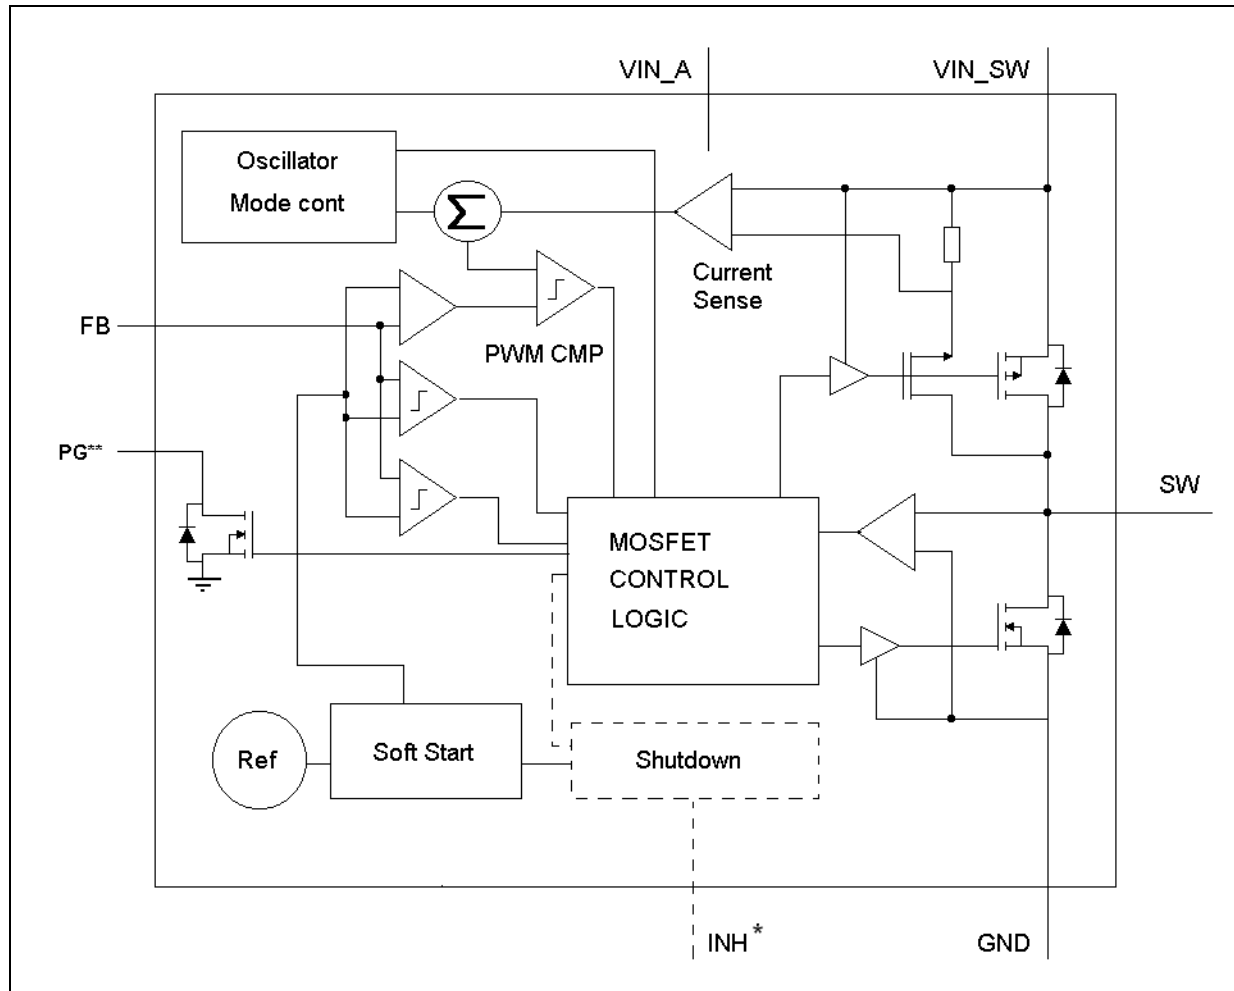 VIN_A
VIN_SW
Oscillator
Mode cont
Σ
Current
Sense
FB
PWM CMP
PG**
SW
MOSFET
CONTROL
LOGIC
Ref
Soft Start
Shutdown
INH*
GND